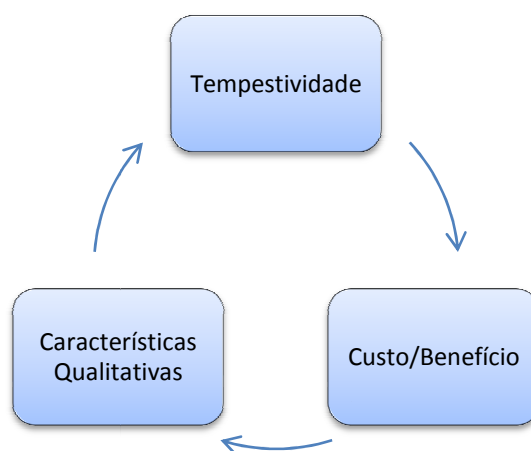 Tempestividade
Características
Qualitativas
Custo/Benefício